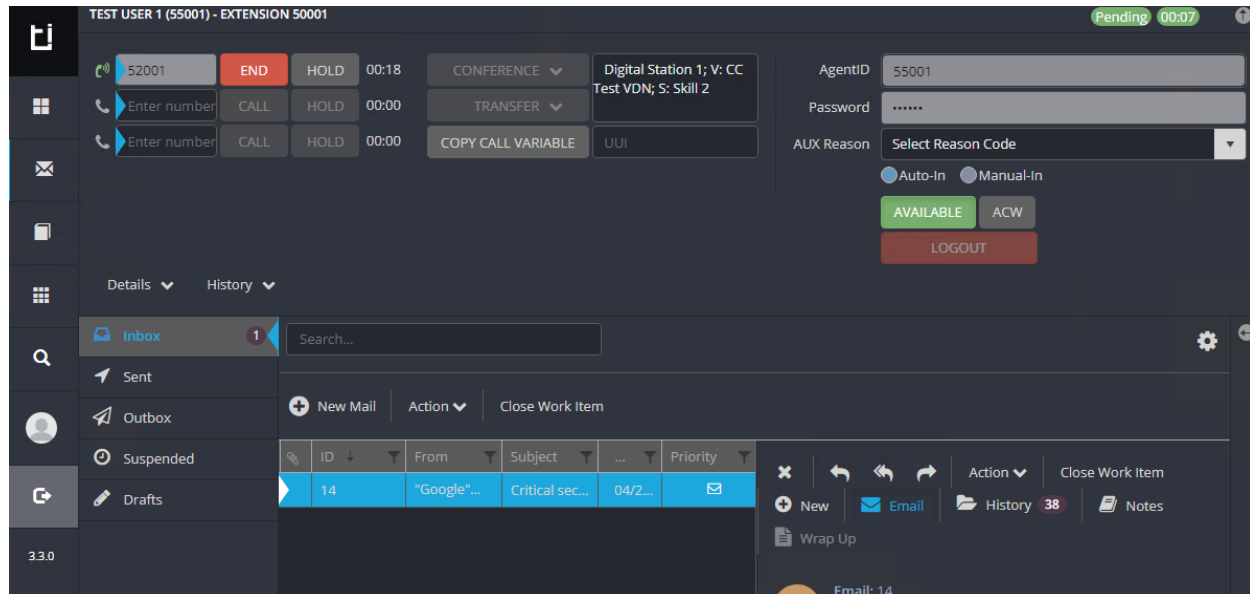 TEST USER 1 (55001) - EXTENSION 50001
Pending 00:07
52001 END HOLD 00:18 CONFERENCE
Digital Station 1; V: CC
Test VDN; S: Skill 2
Enter number CALL HOLD 00:00 TRANSFER
Enter number CALL HOLD 00:00 COPY CALL VARIABLE UUI
AgentID 55001
Password ······
AUX Reason Select Reason Code
Auto-In Manual-In
AVAILABLE ACW
LOGOUT
Details History
Inbox 1
Sent
Outbox
Suspended
Drafts
3.3.0
Search...
New Mail Action Close Work Item
ID From Subject ... Priority
14 "Google"... Critical sec... 04/2...
Action Close Work Item
New Email History 38 Notes
Wrap Up
Email: 14